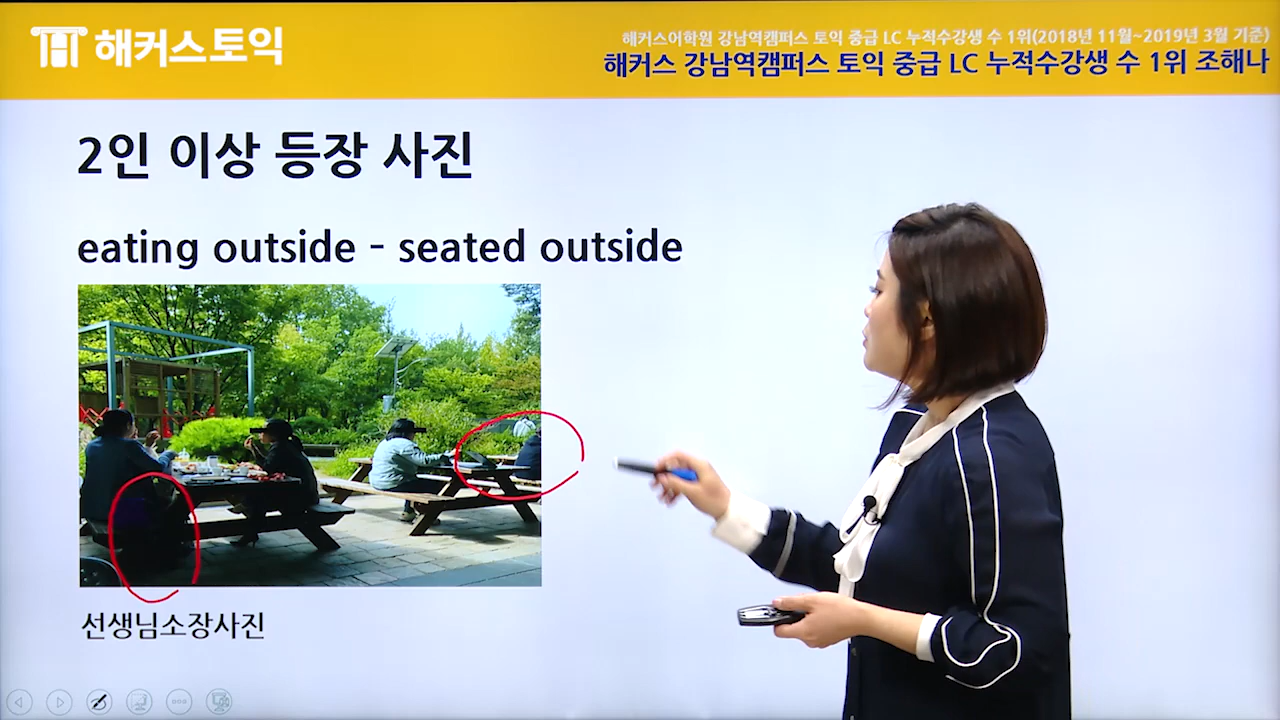 해커스토익
해커스어학원 강남역캠퍼스 토익 중급 LC 누적수강생 수 1위(2018년 11월~2019년 3월 기준)
해커스 강남역캠퍼스 토익 중급 LC 누적수강생 수 1위 조해나
2인 이상 등장 사진
eating outside - seated outside
선생님소장사진